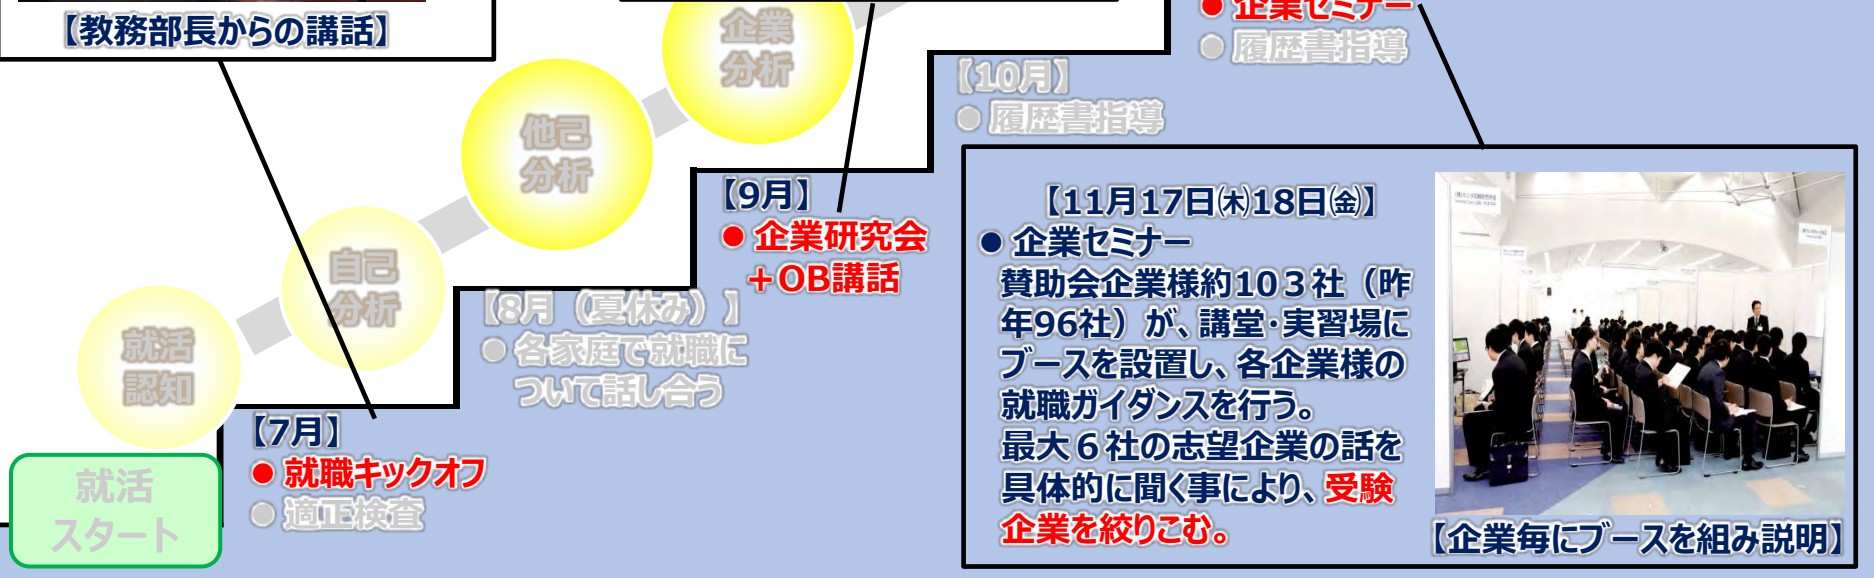 【教務部長からの講話】
企業
分析
● 企業セミナー
● 履歴書指導
【10月】
● 履歴書指導
他己
分析
【9月】
● 企業研究会
＋OB講話
自己
分析
【8月（夏休み）】
● 各家庭で就職に
ついて話し合う
就活
認知
【7月】
● 就職キックオフ
● 適正検査
就活
スタート
【11月17日㈭18日㈮】
● 企業セミナー
賛助会企業様約10３社（昨
年96社）が、講堂・実習場に
ブースを設置し、各企業様の
就職ガイダンスを行う。
最大６社の志望企業の話を
具体的に聞く事により、受験
企業を絞りこむ。
【企業毎にブースを組み説明】